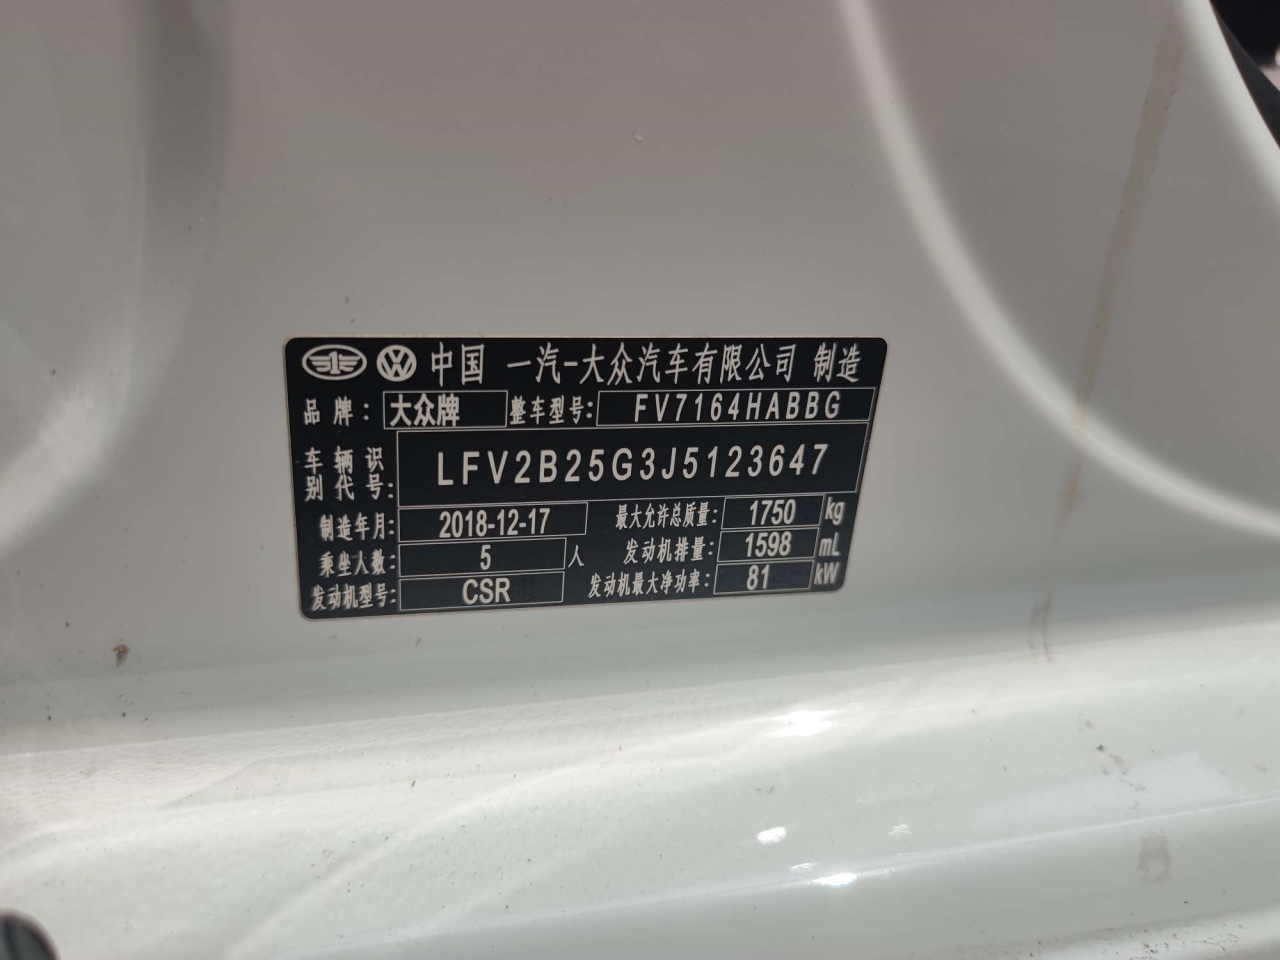 中国 一汽-大众汽车有限公司 制造
品牌: 大众牌 整车型号: FV7164HABBG
车辆识别代号: LFV2B25G3J5123647
制造年月: 2018-12-17 最大允许总质量: 1750 kg
乘坐人数: 5 人 发动机排量: 1598 mL
发动机型号: CSR 发动机最大净功率: 81 kW